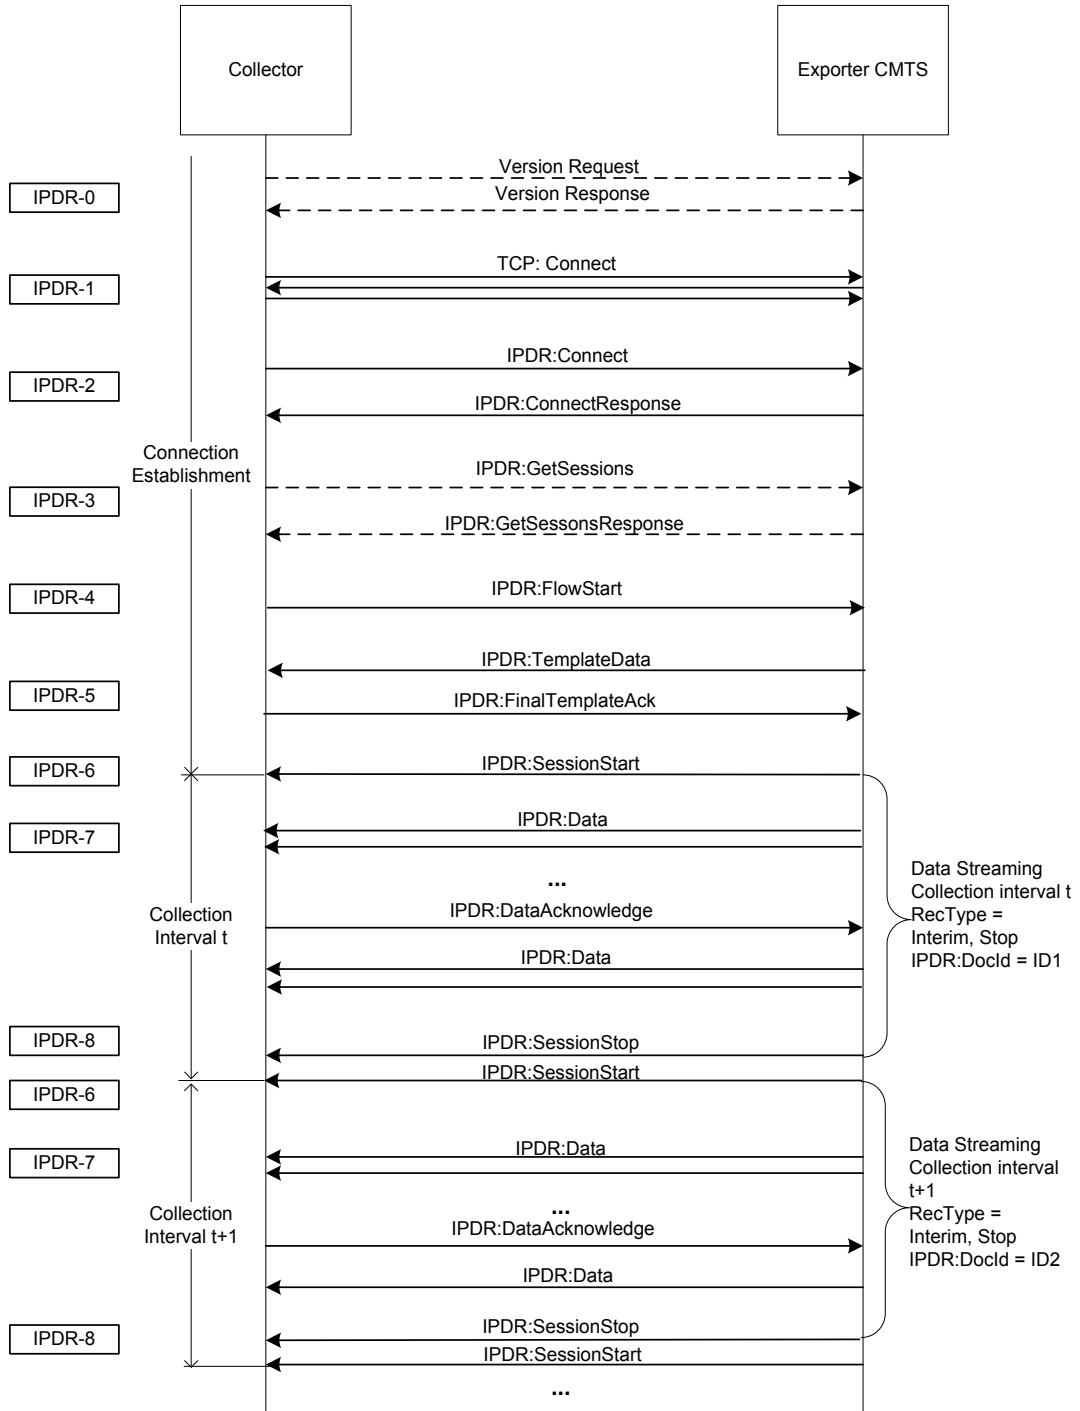 Collector
Exporter CMTS
Version Request
IPDR-0
Version Response
TCP: Connect
IPDR-1
IPDR:Connect
IPDR-2
IPDR:ConnectResponse
Connection
Establishment
IPDR:GetSessions
IPDR-3
IPDR:GetSessonsResponse
IPDR-4
IPDR:FlowStart
IPDR:TemplateData
IPDR-5
IPDR:FinalTemplateAck
IPDR-6
IPDR:SessionStart
IPDR:Data
IPDR-7
...
Data Streaming
Collection interval t
RecType =
Interim, Stop
IPDR:DocId = ID1
Collection
Interval t
IPDR:DataAcknowledge
IPDR:Data
IPDR-8
IPDR:SessionStop
IPDR:SessionStart
IPDR-6
IPDR:Data
IPDR-7
Data Streaming
Collection interval
t+1
RecType =
Interim, Stop
IPDR:DocId = ID2
Collection
Interval t+1
...
IPDR:DataAcknowledge
IPDR:Data
IPDR-8
IPDR:SessionStop
IPDR:SessionStart
...